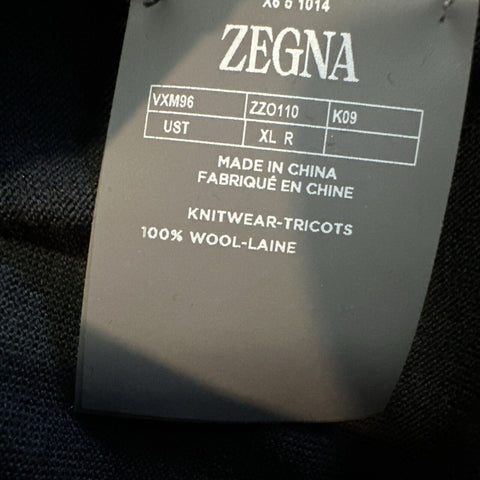 ZEGNA
VXM96 ZZO110 K09
UST XL R
MADE IN CHINA
FABRIQUÉ EN CHINE
KNITWEAR-TRICOTS
100% WOOL-LAINE